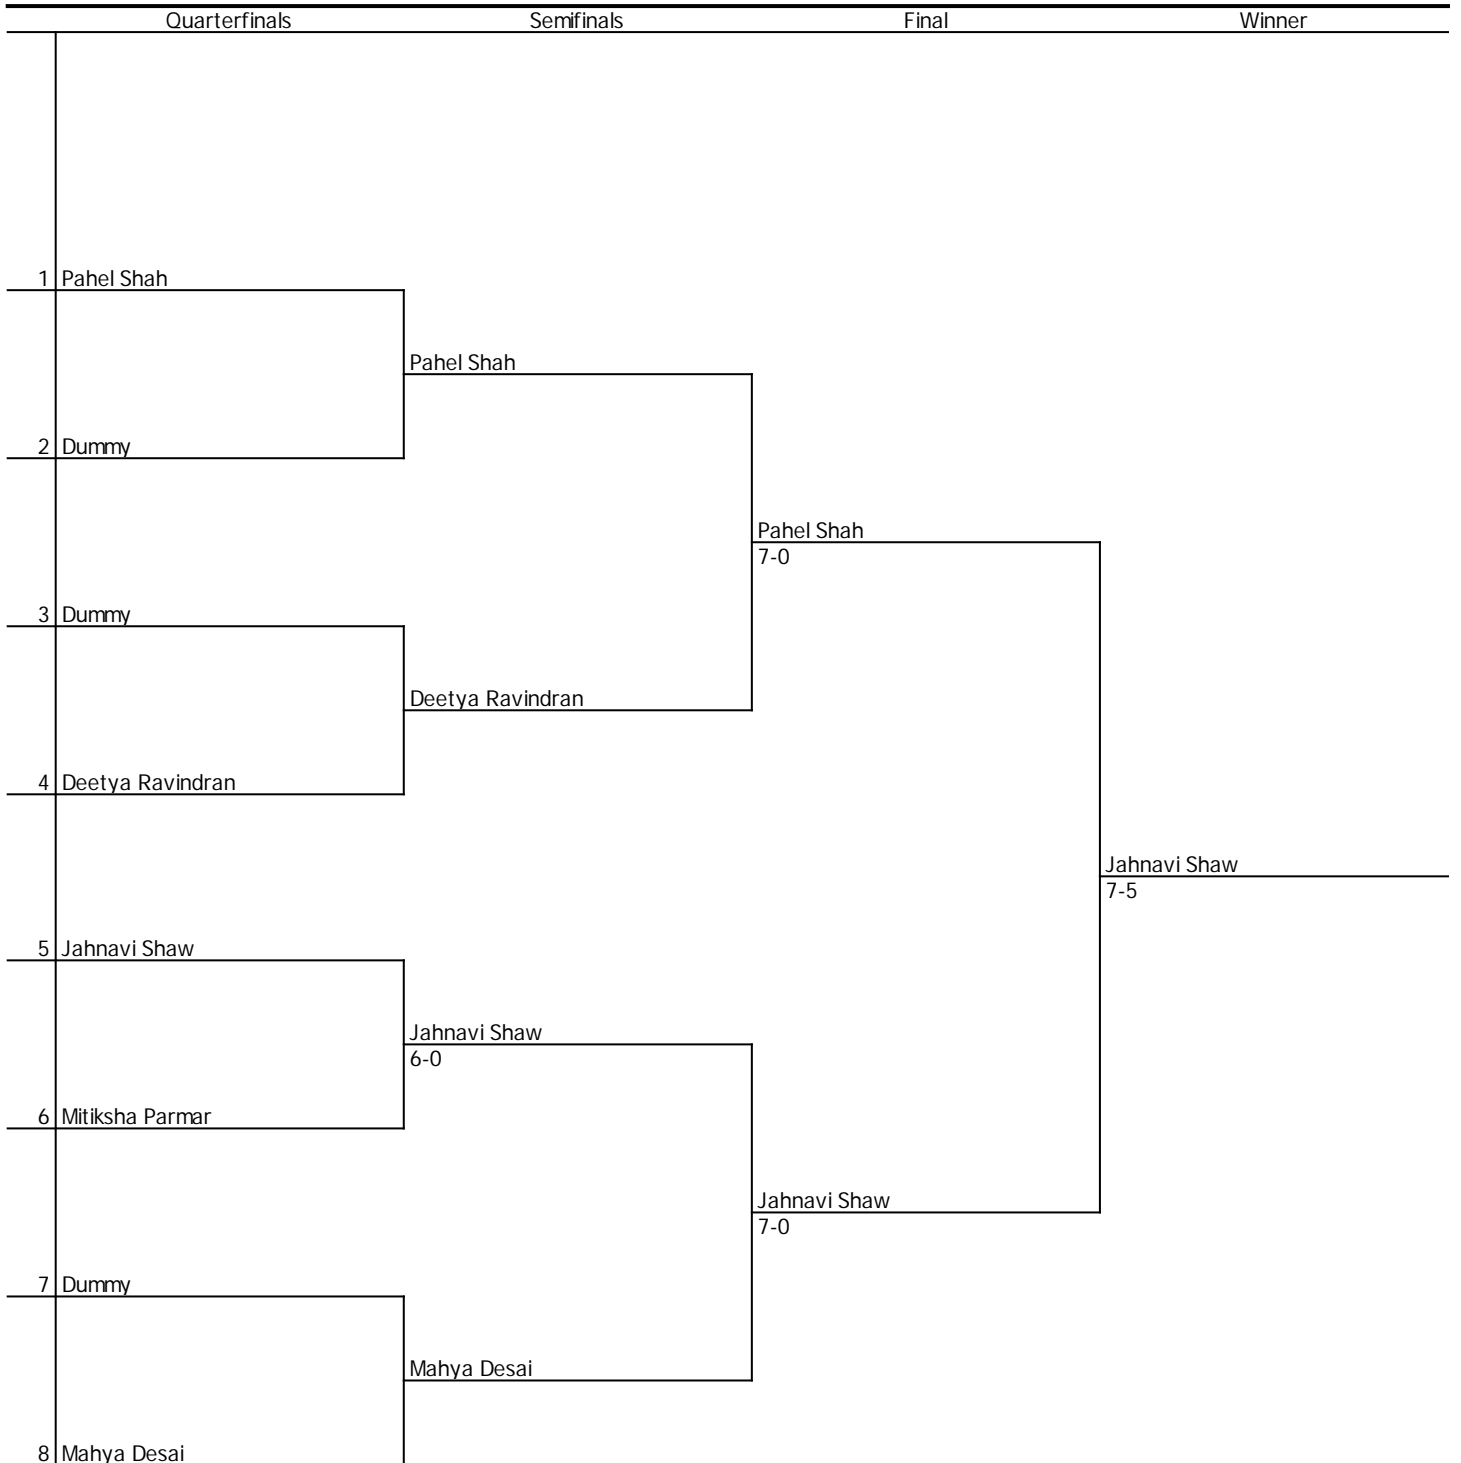 Quarterfinals Semifinals Final Winner
1 Pahel Shah
Pahel Shah
2 Dummy
Pahel Shah
7-0
3 Dummy
Deetya Ravindran
4 Deetya Ravindran
Jahnavi Shaw
7-5
5 Jahnavi Shaw
Jahnavi Shaw
6-0
6 Mitiksha Parmar
Jahnavi Shaw
7-0
7 Dummy
Mahya Desai
8 Mahya Desai